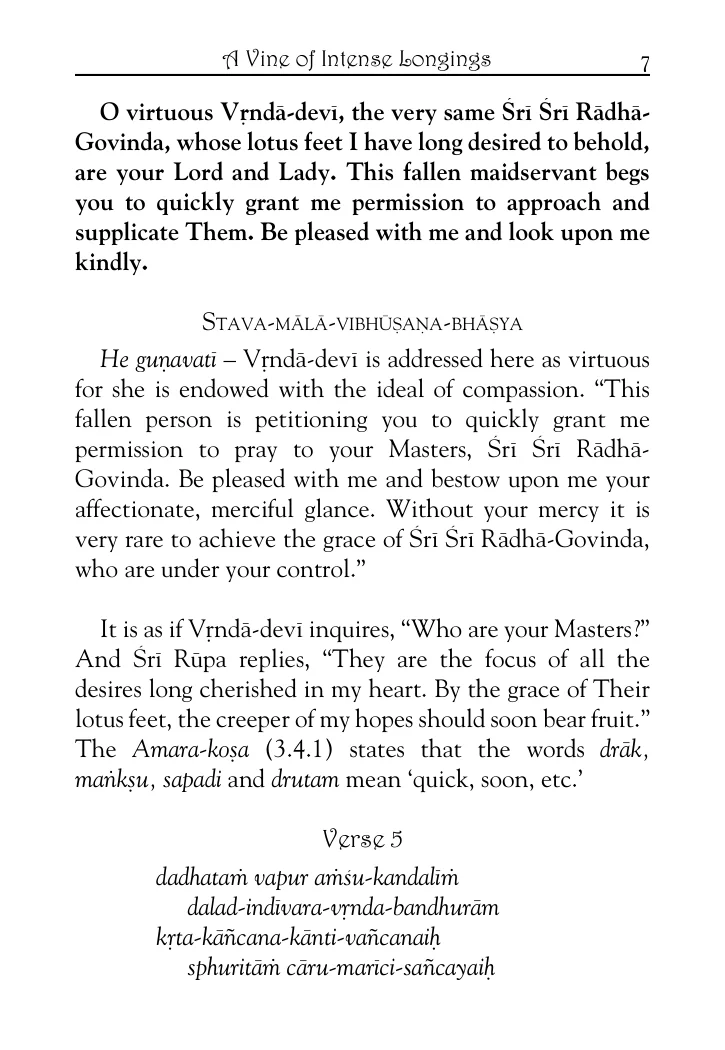 A Vine of Intense Longings 7
O virtuous Vṛndā-devī, the very same Śrī Śrī Rādhā-
Govinda, whose lotus feet I have long desired to behold,
are your Lord and Lady. This fallen maidservant begs
you to quickly grant me permission to approach and
supplicate Them. Be pleased with me and look upon me
kindly.
Stava-mālā-vibhūṣaṇa-bhāṣya
He guṇavatī – Vṛndā-devī is addressed here as virtuous
for she is endowed with the ideal of compassion. “This
fallen person is petitioning you to quickly grant me
permission to pray to your Masters, Śrī Śrī Rādhā-
Govinda. Be pleased with me and bestow upon me your
affectionate, merciful glance. Without your mercy it is
very rare to achieve the grace of Śrī Śrī Rādhā-Govinda,
who are under your control.”
It is as if Vṛndā-devī inquires, “Who are your Masters?”
And Śrī Rūpa replies, “They are the focus of all the
desires long cherished in my heart. By the grace of Their
lotus feet, the creeper of my hopes should soon bear fruit.”
The Amara-koṣa (3.4.1) states that the words drāk,
maṅkṣu, sapadi and drutam mean ‘quick, soon, etc.’
Verse 5
dadhataṁ vapur aṁśu-kandalīṁ
dalad-indīvara-vṛnda-bandhurām
kṛta-kāñcana-kānti-vañcanaiḥ
sphuritāṁ cāru-marīci-sañcayaiḥ